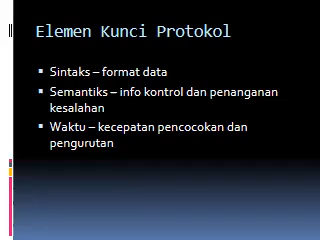 Elemen Kunci Protokol
▪ Sintaks – format data
▪ Semantiks – info kontrol dan penanganan
kesalahan
▪ Waktu – kecepatan pencocokan dan
pengurutan